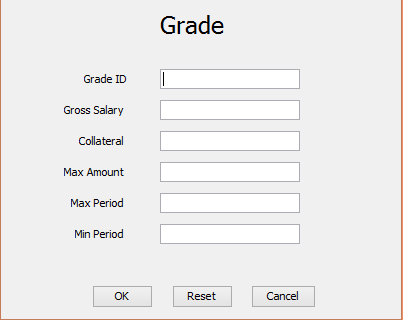 Grade
Grade ID
Gross Salary
Collateral
Max Amount
Max Period
Min Period
OK Reset Cancel